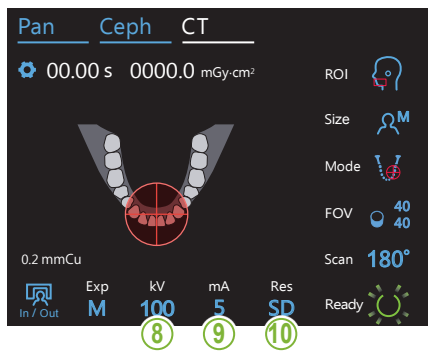 Pan Ceph CT
00.00 s 0000.0 mGy·cm²
ROI
Size M
Mode
FOV 40
40
0.2 mmCu
Scan 180°
Exp kV mA Res
In / Out M 100 5 SD
Ready
8 9 10